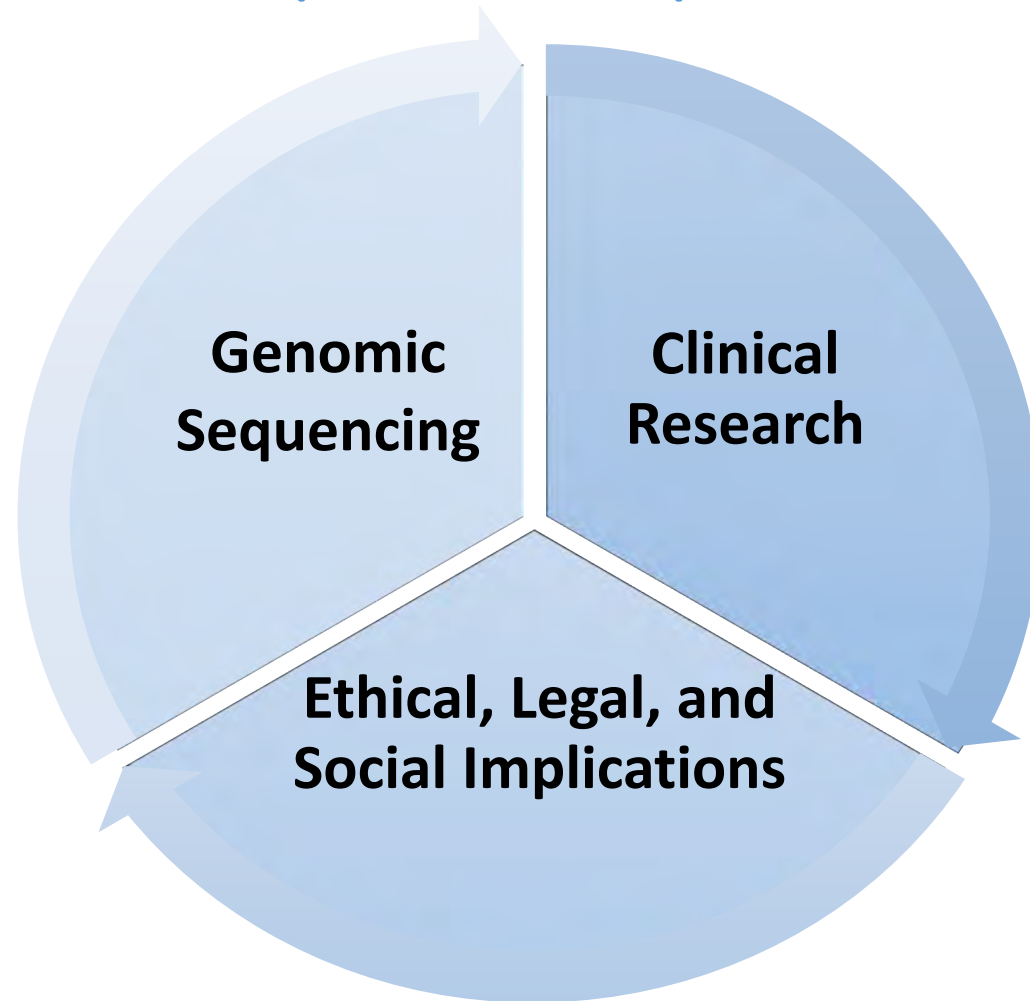 Genomic
Sequencing
Clinical
Research
Ethical, Legal, and
Social Implications